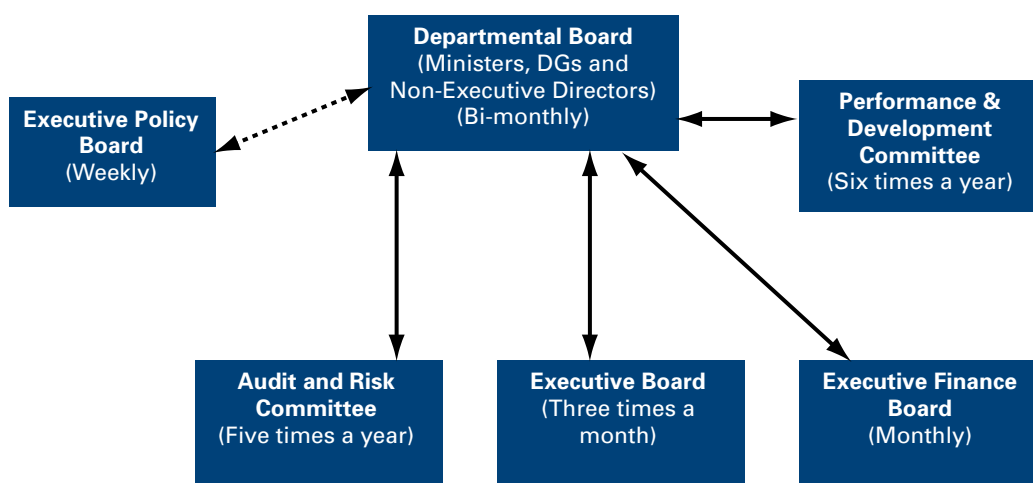 Departmental Board
(Ministers, DGs and
Non-Executive Directors)
(Bi-monthly)
Executive Policy
Board
(Weekly)
Performance &
Development
Committee
(Six times a year)
Audit and Risk
Committee
(Five times a year)
Executive Board
(Three times a
month)
Executive Finance
Board
(Monthly)